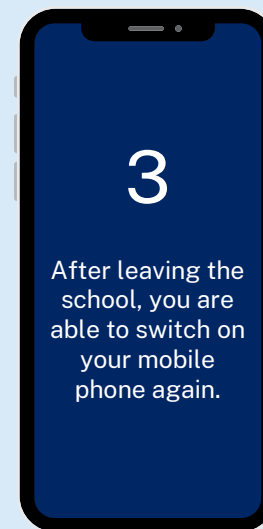 3
After leaving the
school, you are
able to switch on
your mobile
phone again.